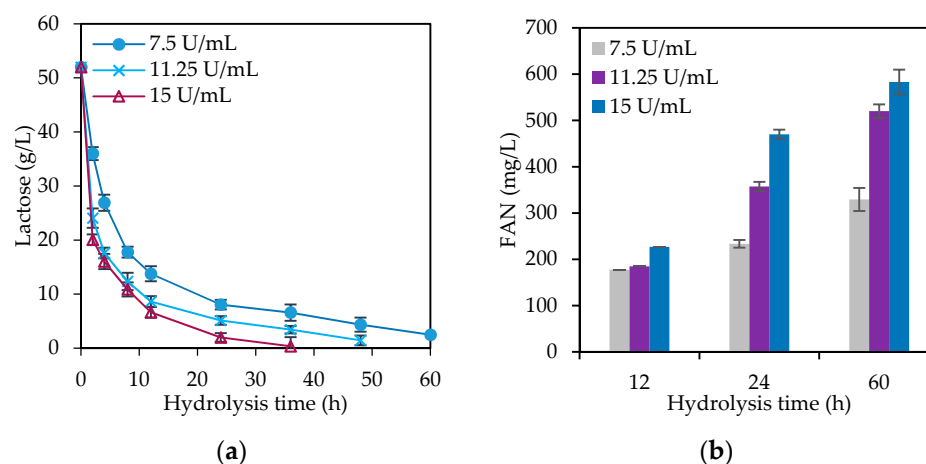 60
50
40
30
20
10
0
Lactose (g/L)
7.5 U/mL
11.25 U/mL
15 U/mL
0 10 20 30 40 50 60
Hydrolysis time (h)
(a)
700
600
500
400
300
200
100
0
FAN (mg/L)
7.5 U/mL
11.25 U/mL
15 U/mL
12 24 60
Hydrolysis time (h)
(b)